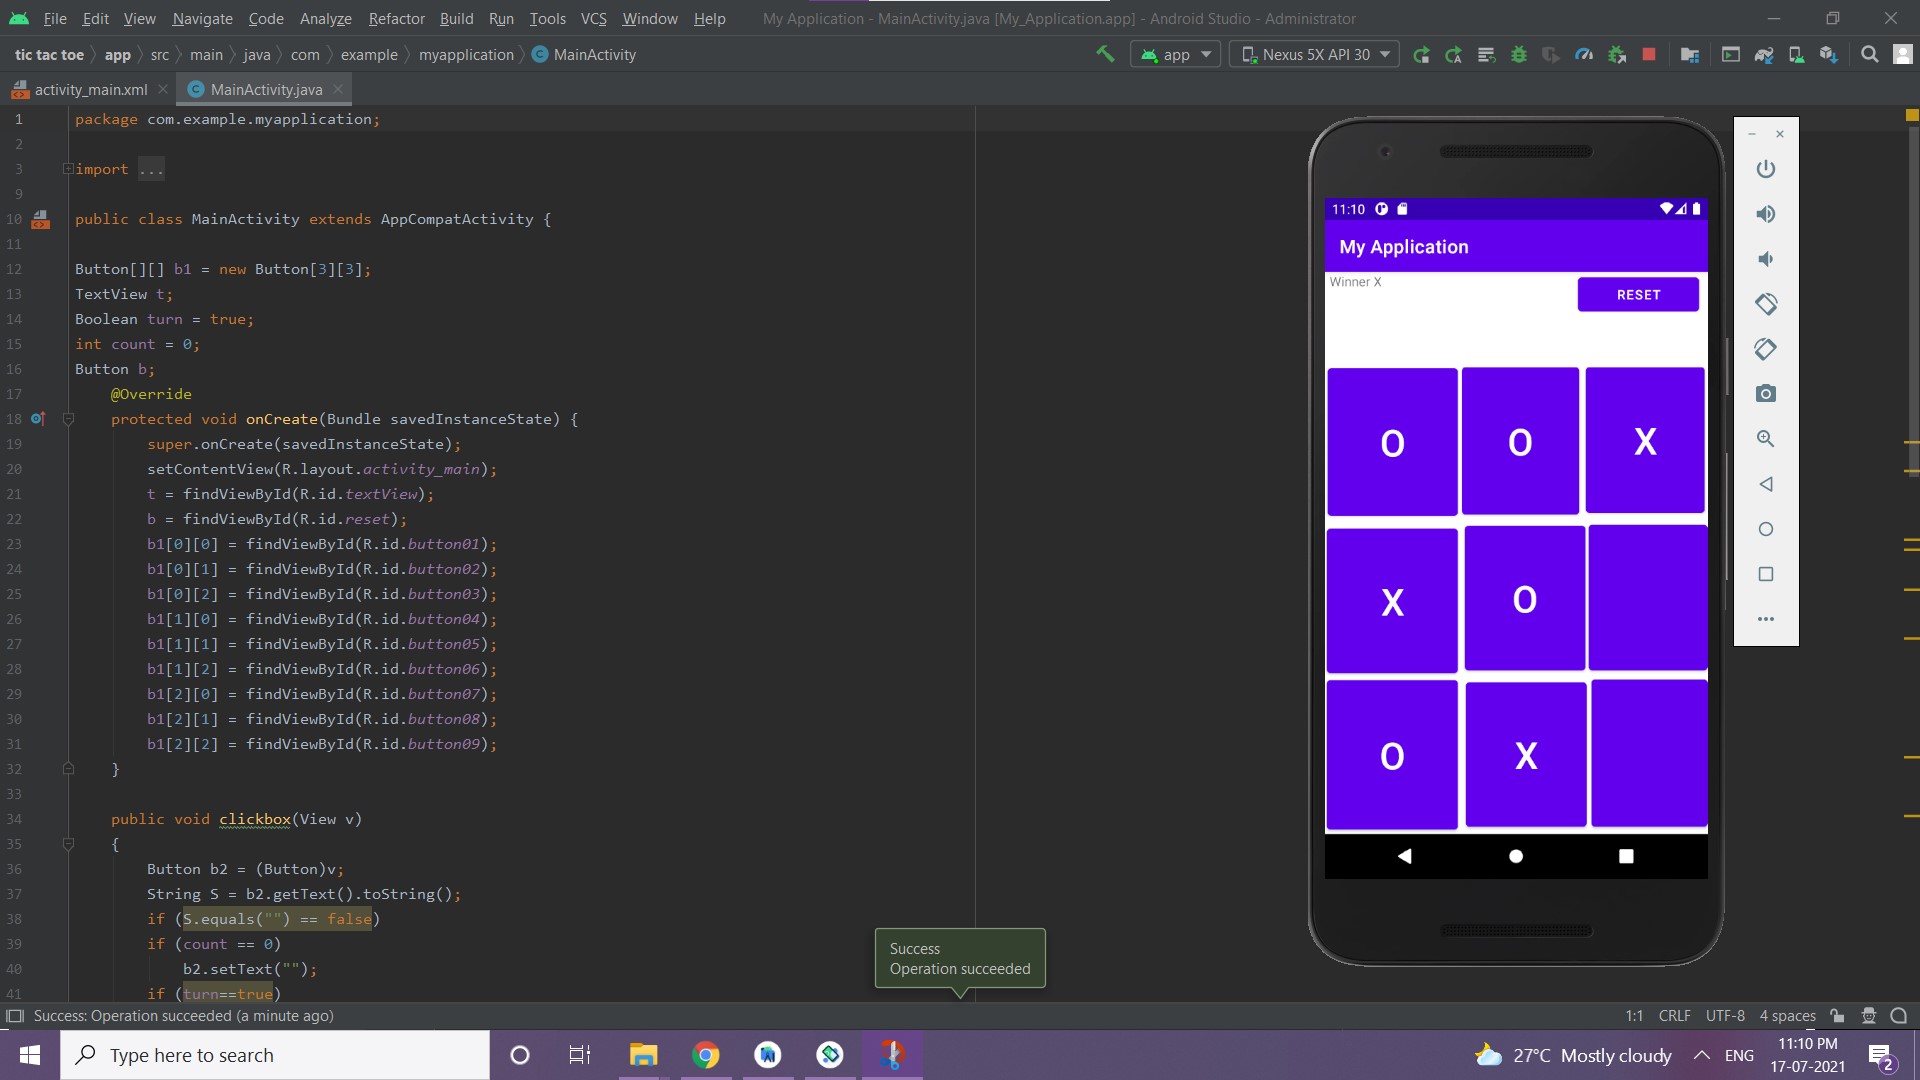 File Edit View Navigate Code Analyze Refactor Build Run Tools VCS Window Help My Application - MainActivity.java [My_Application.app] - Android Studio - Administrator
tic tac toe app src main java com example myapplication MainActivity app Nexus 5X API 30
activity_main.xml MainActivity.java
1 package com.example.myapplication;
2
3 import ...
9
10 public class MainActivity extends AppCompatActivity {
11
12 Button[][] b1 = new Button[3][3];
13 TextView t;
14 Boolean turn = true;
15 int count = 0;
16 Button b;
17 @Override
18 protected void onCreate(Bundle savedInstanceState) {
19 super.onCreate(savedInstanceState);
20 setContentView(R.layout.activity_main);
21 t = findViewById(R.id.textView);
22 b = findViewById(R.id.reset);
23 b1[0][0] = findViewById(R.id.button01);
24 b1[0][1] = findViewById(R.id.button02);
25 b1[0][2] = findViewById(R.id.button03);
26 b1[1][0] = findViewById(R.id.button04);
27 b1[1][1] = findViewById(R.id.button05);
28 b1[1][2] = findViewById(R.id.button06);
29 b1[2][0] = findViewById(R.id.button07);
30 b1[2][1] = findViewById(R.id.button08);
31 b1[2][2] = findViewById(R.id.button09);
32 }
33
34 public void clickbox(View v)
35 {
36 Button b2 = (Button)v;
37 String S = b2.getText().toString();
38 if (S.equals("") == false)
39 if (count == 0)
40 b2.setText("");
41 if (turn==true)
11:10
My Application
Winner X
RESET
O O X
X O
O X
Success
Operation succeeded
Success: Operation succeeded (a minute ago) 1:1 CRLF UTF-8 4 spaces
Type here to search 27°C Mostly cloudy ENG 11:10 PM
17-07-2021
2